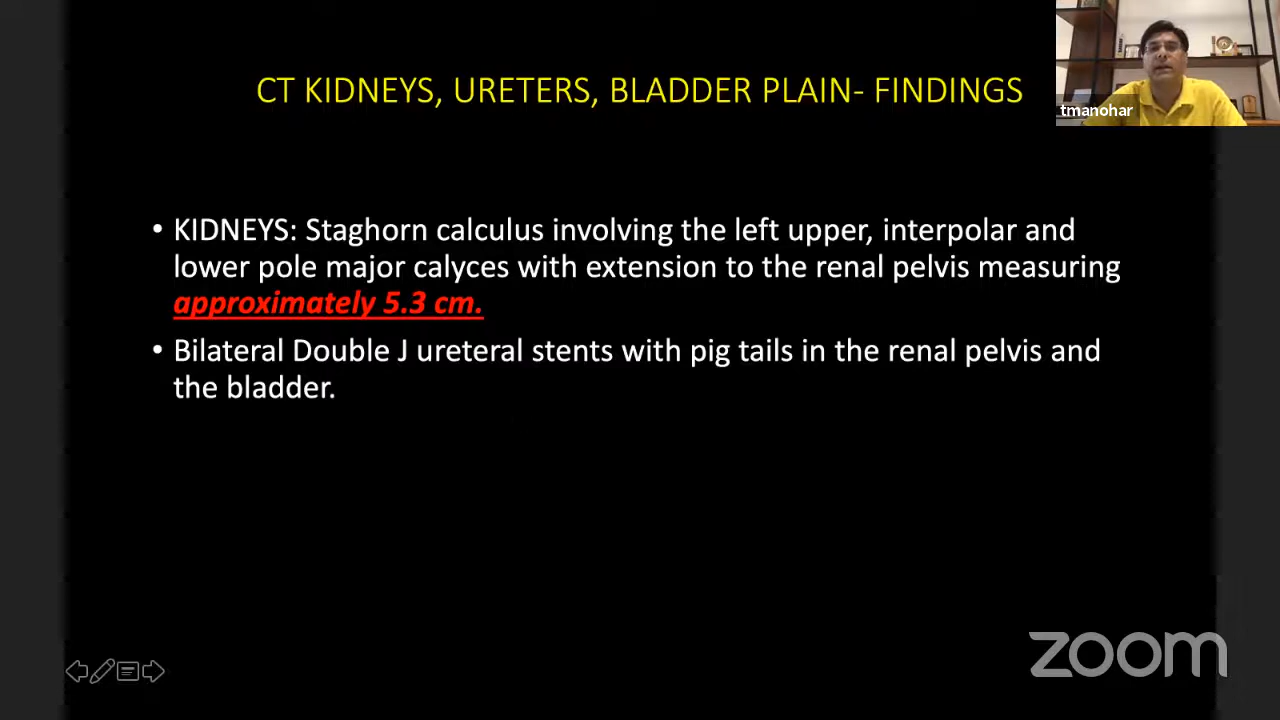 CT KIDNEYS, URETERS, BLADDER PLAIN- FINDINGS
tmanohar
• KIDNEYS: Staghorn calculus involving the left upper, interpolar and
lower pole major calyces with extension to the renal pelvis measuring
approximately 5.3 cm.
• Bilateral Double J ureteral stents with pig tails in the renal pelvis and
the bladder.
zoom